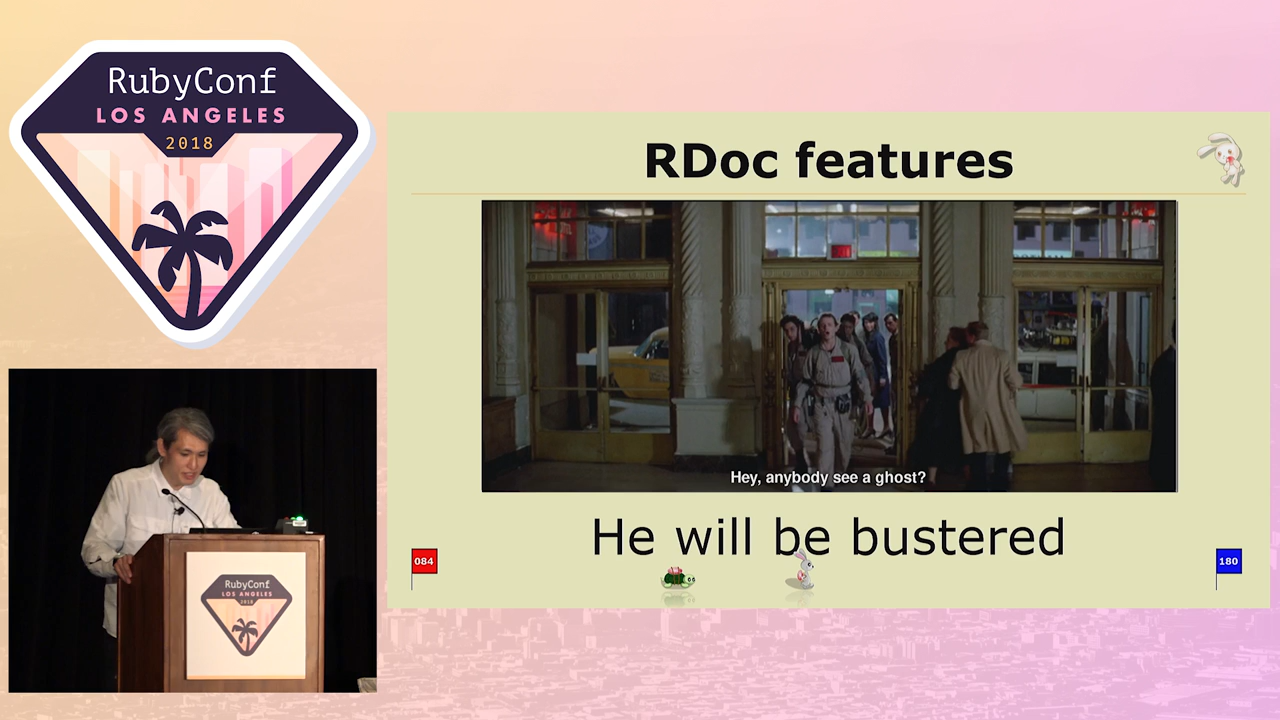 RubyConf
LOS ANGELES
2018
RDoc features
Hey, anybody see a ghost?
He will be bustered
084
180
RubyConf
LOS ANGELES
2018